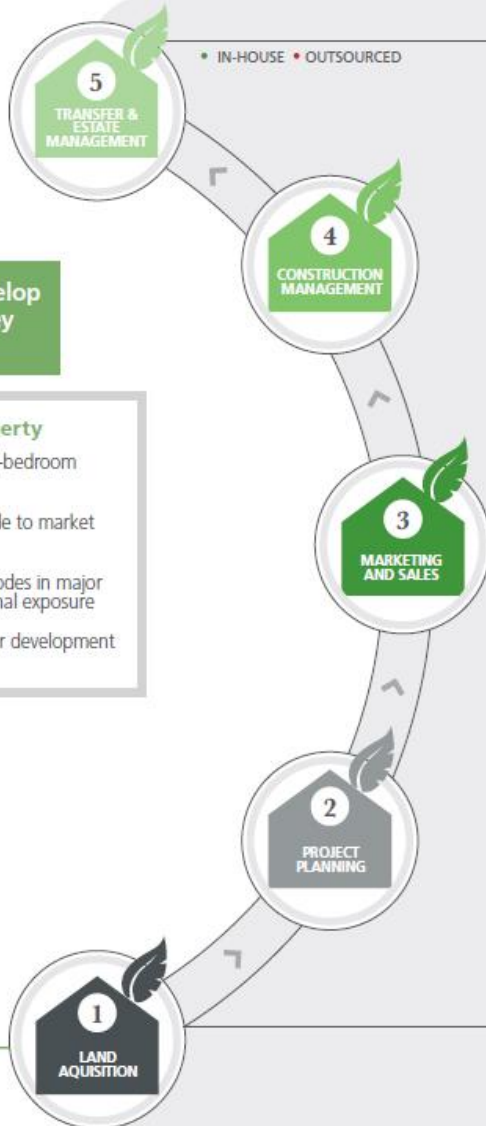 • IN-HOUSE • OUTSOURCED
5
TRANSFER &
ESTATE
MANAGEMENT
4
CONSTRUCTION
MANAGEMENT
3
MARKETING
AND SALES
2
PROJECT
PLANNING
1
LAND
AQUISITION
elop
ey
erty
-bedroom
le to market
odes in major
nal exposure
r development